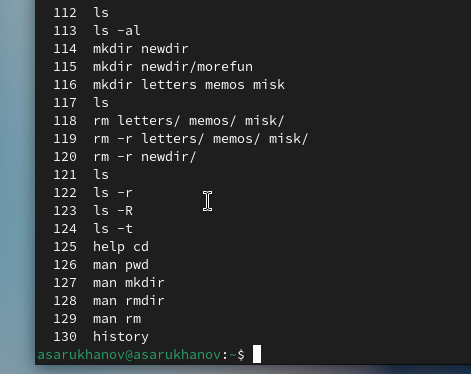 112 ls
113 ls -al
114 mkdir newdir
115 mkdir newdir/morefun
116 mkdir letters memos misk
117 ls
118 rm letters/ memos/ misk/
119 rm -r letters/ memos/ misk/
120 rm -r newdir/
121 ls
122 ls -r
123 ls -R
124 ls -t
125 help cd
126 man pwd
127 man mkdir
128 man rmdir
129 man rm
130 history
asarukhanov@asarukhanov:~$